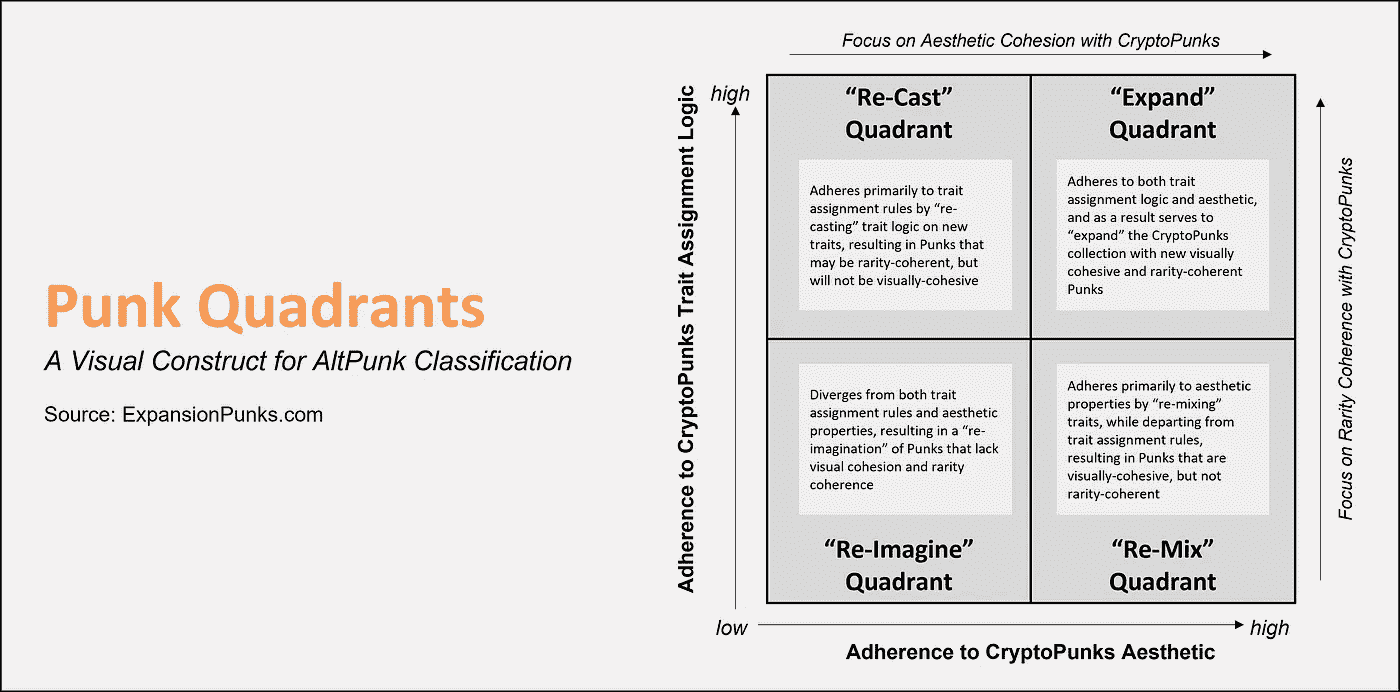 Punk Quadrants
A Visual Construct for AltPunk Classification
Source: ExpansionPunks.com
Focus on Aesthetic Cohesion with CryptoPunks
high
Adherence to CryptoPunks Trait Assignment Logic
“Re-Cast”
Quadrant
Adheres primarily to trait
assignment rules by “re-
casting” trait logic on new
traits, resulting in Punks that
may be rarity-coherent, but
will not be visually-cohesive
“Expand”
Quadrant
Adheres to both trait
assignment logic and aesthetic,
and as a result serves to
“expand” the CryptoPunks
collection with new visually
cohesive and rarity-coherent
Punks
Focus on Rarity Coherence with CryptoPunks
Diverges from both trait
assignment rules and aesthetic
properties, resulting in a “re-
imagination” of Punks that lack
visual cohesion and rarity
coherence
“Re-Imagine”
Quadrant
Adheres primarily to aesthetic
properties by “re-mixing”
traits, while departing from
trait assignment rules,
resulting in Punks that are
visually-cohesive, but not
rarity-coherent
“Re-Mix”
Quadrant
low
high
Adherence to CryptoPunks Aesthetic